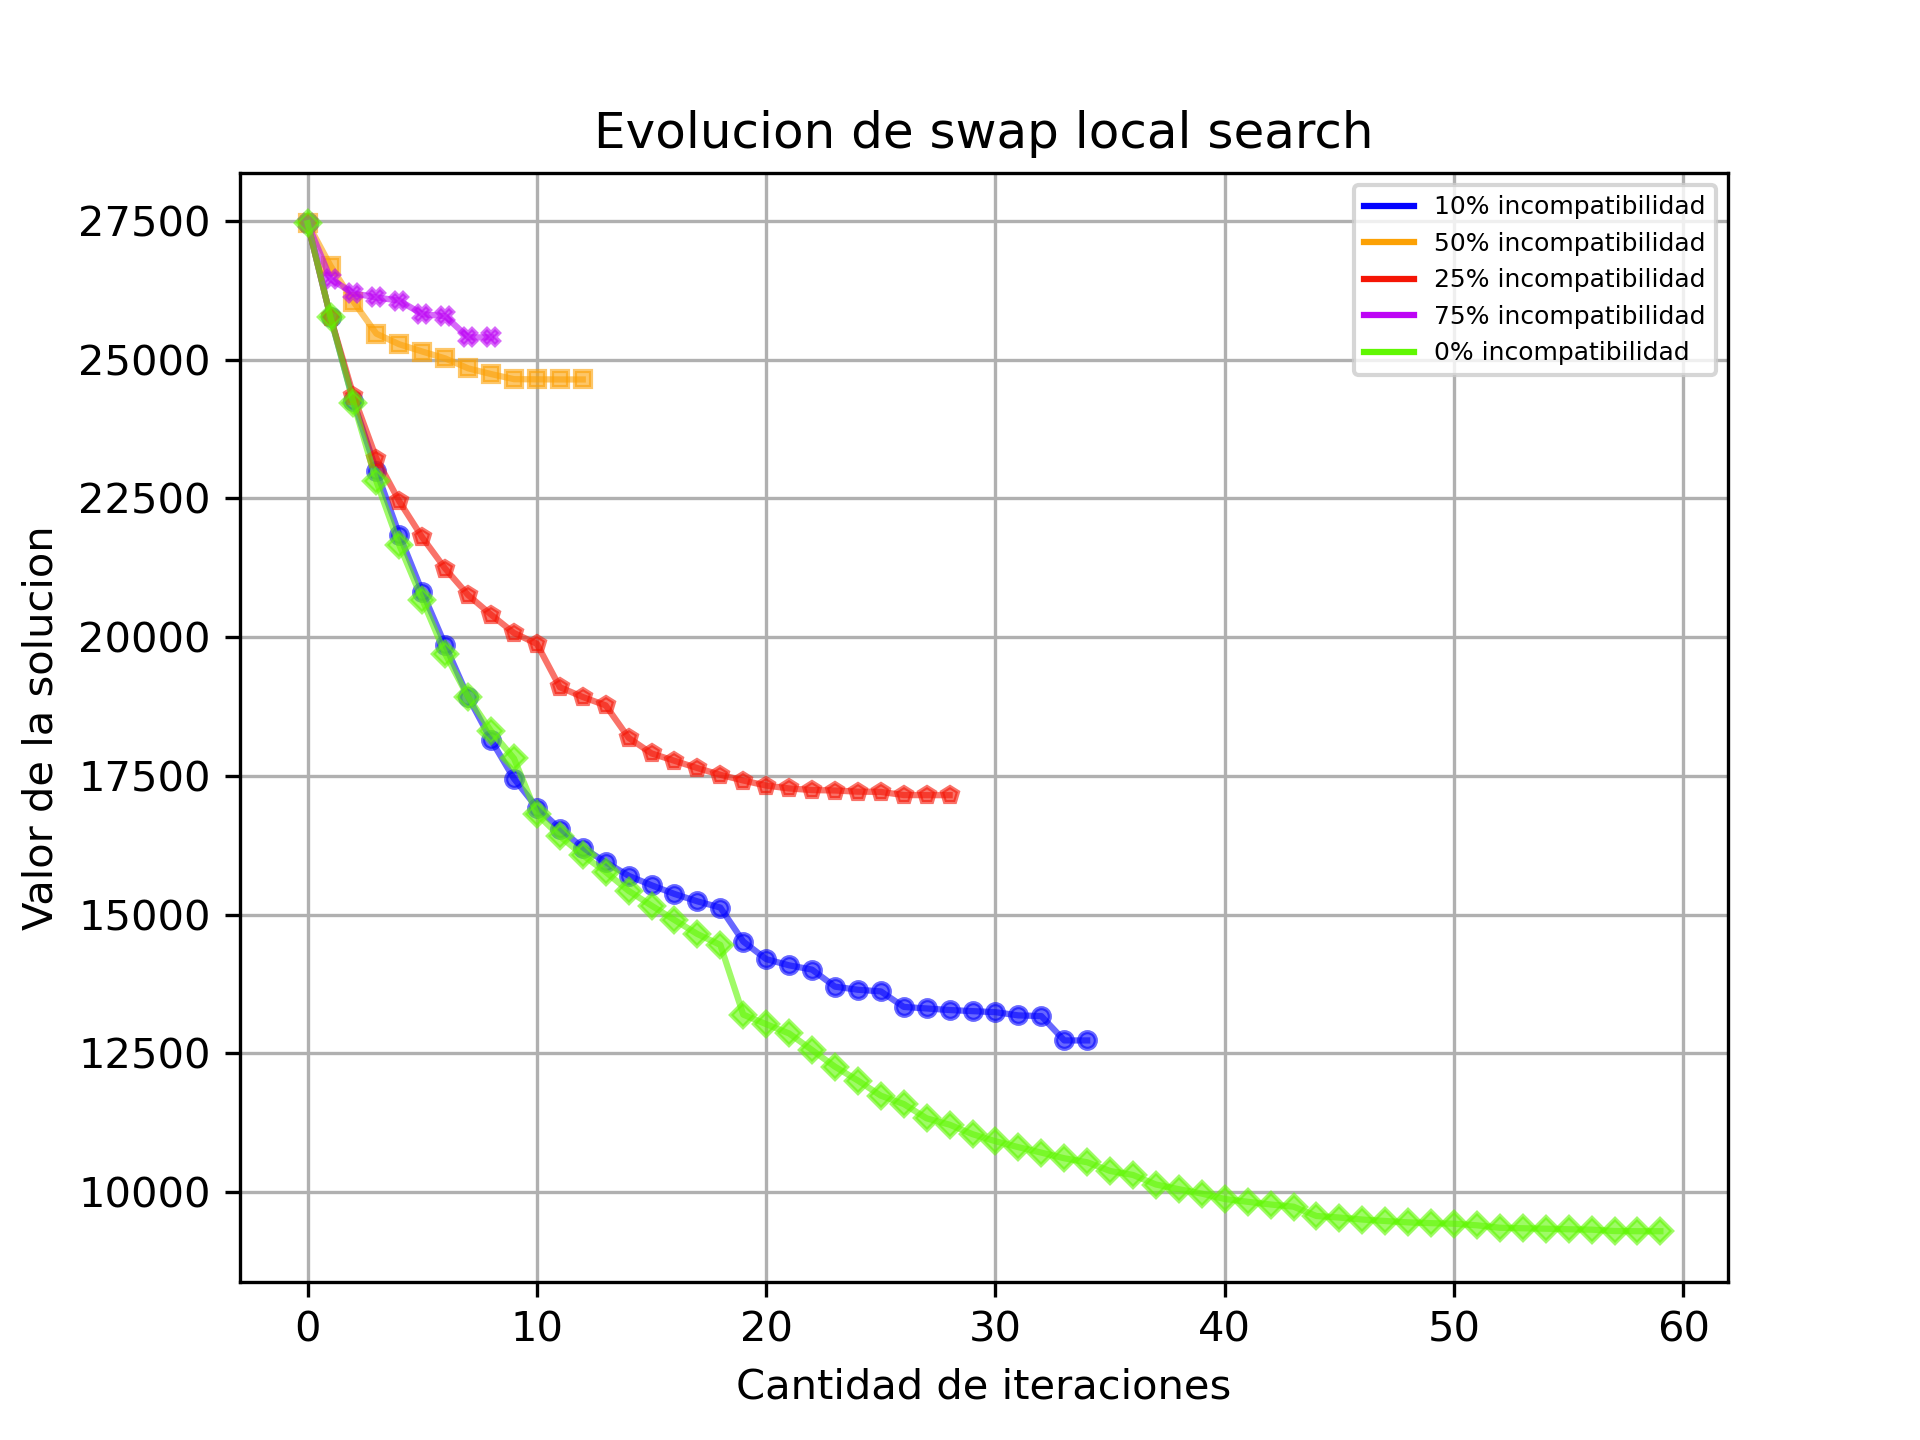 Evolucion de swap local search
27500
25000
22500
20000
17500
15000
12500
10000
Valor de la solucion
10% incompatibilidad
50% incompatibilidad
25% incompatibilidad
75% incompatibilidad
0% incompatibilidad
0 10 20 30 40 50 60
Cantidad de iteraciones